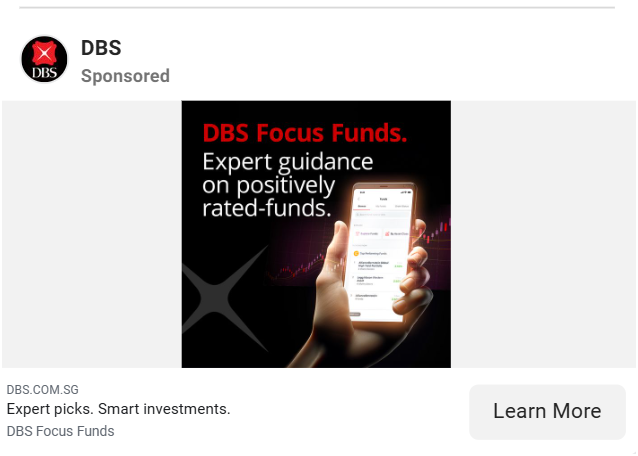 DBS
DBS
Sponsored
DBS Focus Funds.
Expert guidance
on positively
rated-funds.
DBS.COM.SG
Expert picks. Smart investments.
DBS Focus Funds
Learn More